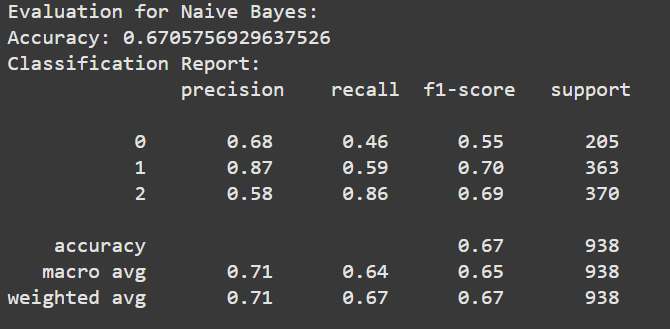 Evaluation for Naive Bayes:
Accuracy: 0.6705756929637526
Classification Report:
precision recall f1-score support
0 0.68 0.46 0.55 205
1 0.87 0.59 0.70 363
2 0.58 0.86 0.69 370
accuracy 0.67 938
macro avg 0.71 0.64 0.65 938
weighted avg 0.71 0.67 0.67 938